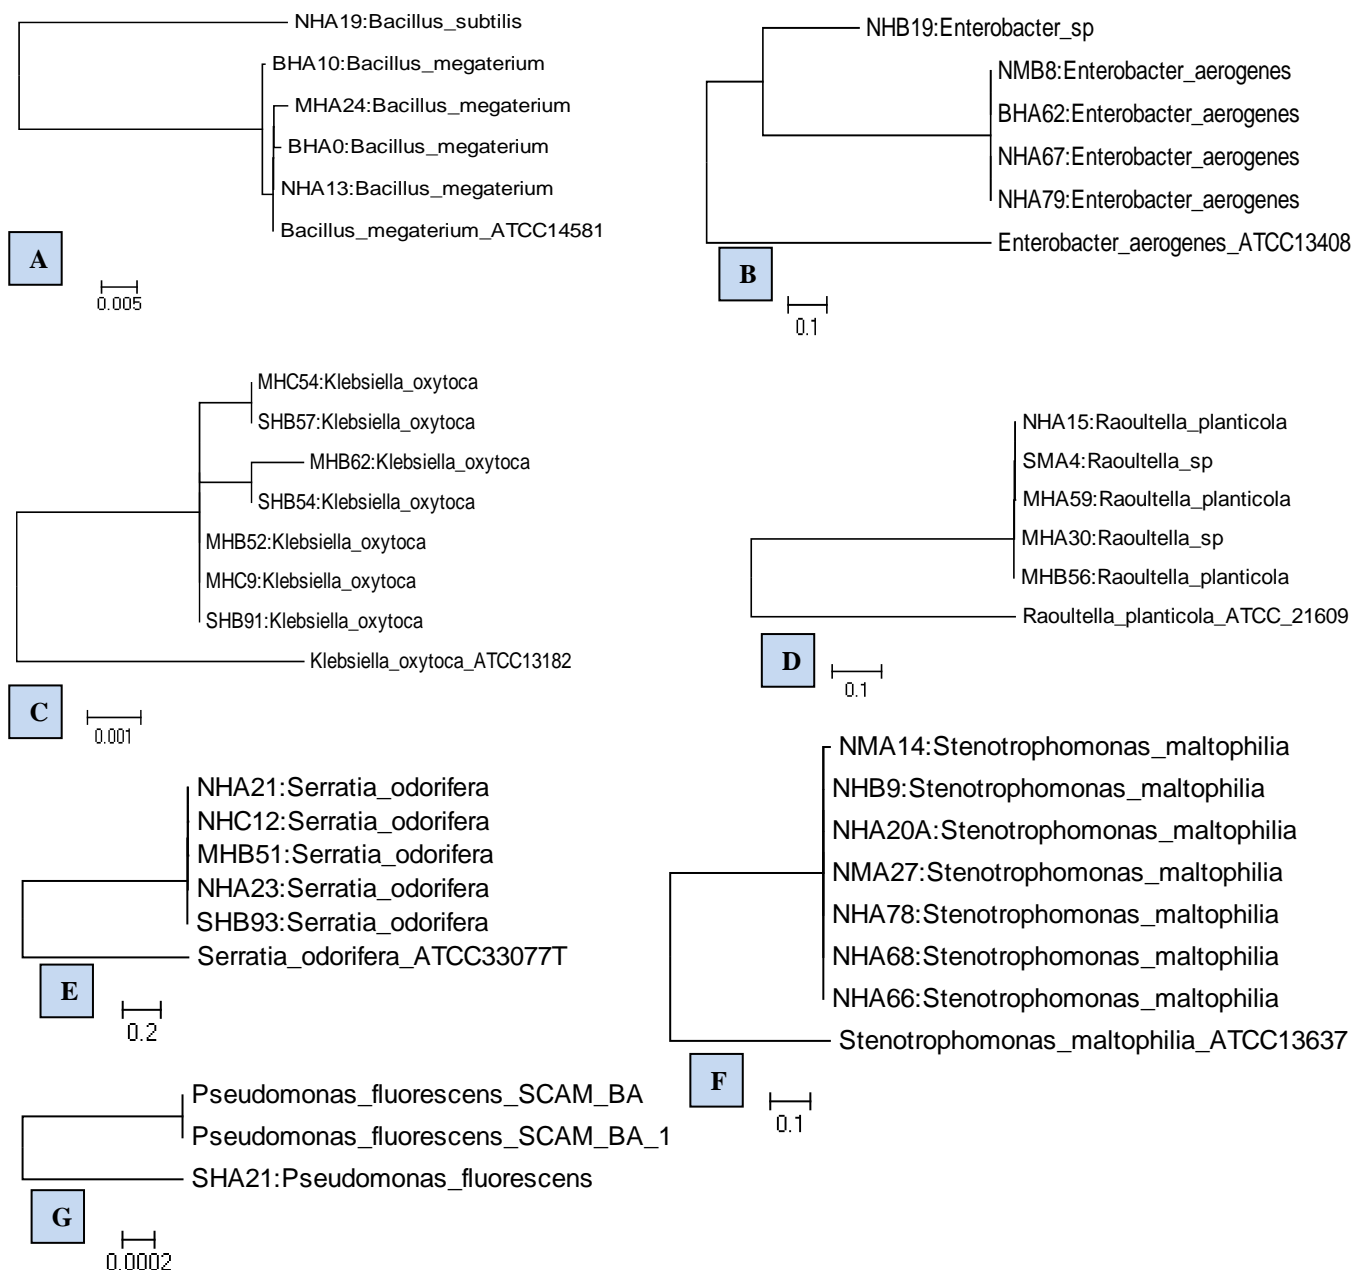 NHA19:Bacillus_subtilis
BHA10:Bacillus_megaterium
MHA24:Bacillus_megaterium
BHA0:Bacillus_megaterium
NHA13:Bacillus_megaterium
Bacillus_megaterium_ATCC14581
A
0.005
NHB19:Enterobacter_sp
NMB8:Enterobacter_aerogenes
BHA62:Enterobacter_aerogenes
NHA67:Enterobacter_aerogenes
NHA79:Enterobacter_aerogenes
Enterobacter_aerogenes_ATCC13408
B
0.1
MHC54:Klebsiella_oxytoca
SHB57:Klebsiella_oxytoca
MHB62:Klebsiella_oxytoca
SHB54:Klebsiella_oxytoca
MHB52:Klebsiella_oxytoca
MHC9:Klebsiella_oxytoca
SHB91:Klebsiella_oxytoca
Klebsiella_oxytoca_ATCC13182
C
0.001
NHA15:Raoultella_planticola
SMA4:Raoultella_sp
MHA59:Raoultella_planticola
MHA30:Raoultella_sp
MHB56:Raoultella_planticola
Raoultella_planticola_ATCC_21609
D
0.1
NHA21:Serratia_odorifera
NHC12:Serratia_odorifera
MHB51:Serratia_odorifera
NHA23:Serratia_odorifera
SHB93:Serratia_odorifera
Serratia_odorifera_ATCC33077T
E
0.2
NMA14:Stenotrophomonas_maltophilia
NHB9:Stenotrophomonas_maltophilia
NHA20A:Stenotrophomonas_maltophilia
NMA27:Stenotrophomonas_maltophilia
NHA78:Stenotrophomonas_maltophilia
NHA68:Stenotrophomonas_maltophilia
NHA66:Stenotrophomonas_maltophilia
Stenotrophomonas_maltophilia_ATCC13637
F
0.1
Pseudomonas_fluorescens_SCAM_BA
Pseudomonas_fluorescens_SCAM_BA_1
SHA21:Pseudomonas_fluorescens
G
0.0002